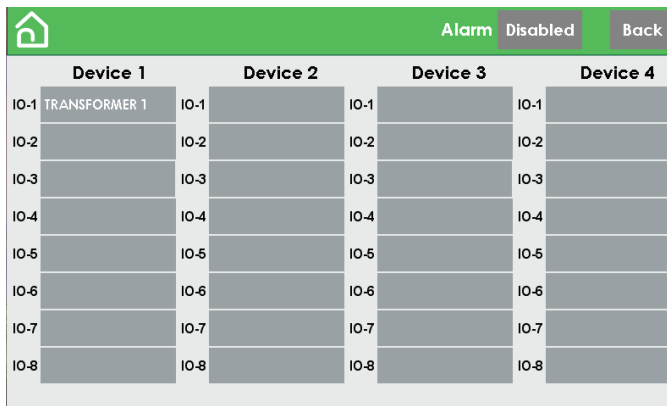 Alarm Disabled Back
Device 1 Device 2 Device 3 Device 4
IO-1 TRANSFORMER 1 IO-1 IO-1 IO-1
IO-2 IO-2 IO-2 IO-2
IO-3 IO-3 IO-3 IO-3
IO-4 IO-4 IO-4 IO-4
IO-5 IO-5 IO-5 IO-5
IO-6 IO-6 IO-6 IO-6
IO-7 IO-7 IO-7 IO-7
IO-8 IO-8 IO-8 IO-8